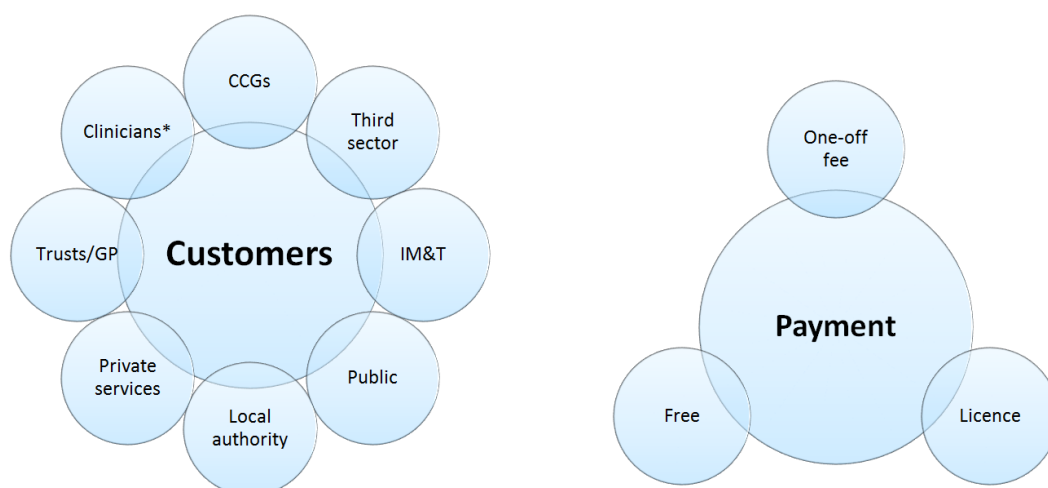 CCGs
Third
sector
IM&T
Public
Local
authority
Private
services
Trusts/GP
Clinicians*
Customers
One-off
fee
Licence
Free
Payment